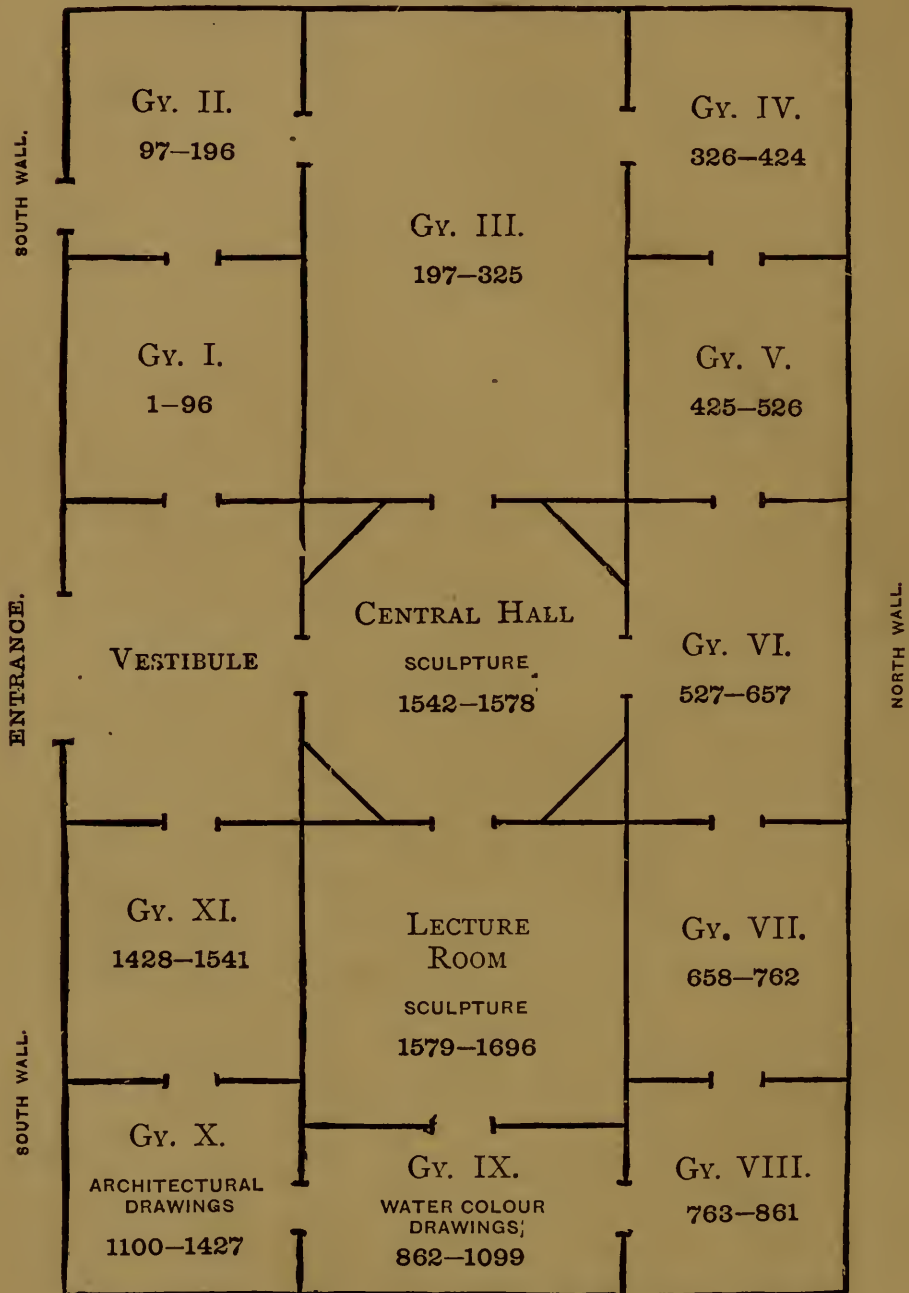 Gy. II.
97–196
Gy. IV.
326–424
SOUTH WALL.
Gy. III.
197–325
Gy. I.
1–96
Gy. V.
425–526
ENTRANCE.
VESTIBULE
CENTRAL HALL
SCULPTURE
1542–1578
Gy. VI.
527–657
NORTH WALL.
Gy. XI.
1428–1541
LECTURE
ROOM
SCULPTURE
1579–1696
Gy. VII.
658–762
SOUTH WALL.
Gy. X.
ARCHITECTURAL
DRAWINGS
1100–1427
Gy. IX.
WATER COLOUR
DRAWINGS,
862–1099
Gy. VIII.
763–861